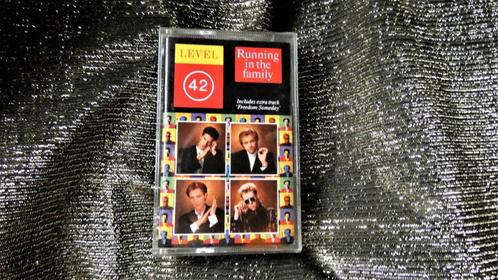 LEVEL
42
Running
in the
family
Includes extra track
'Freedom Someday'